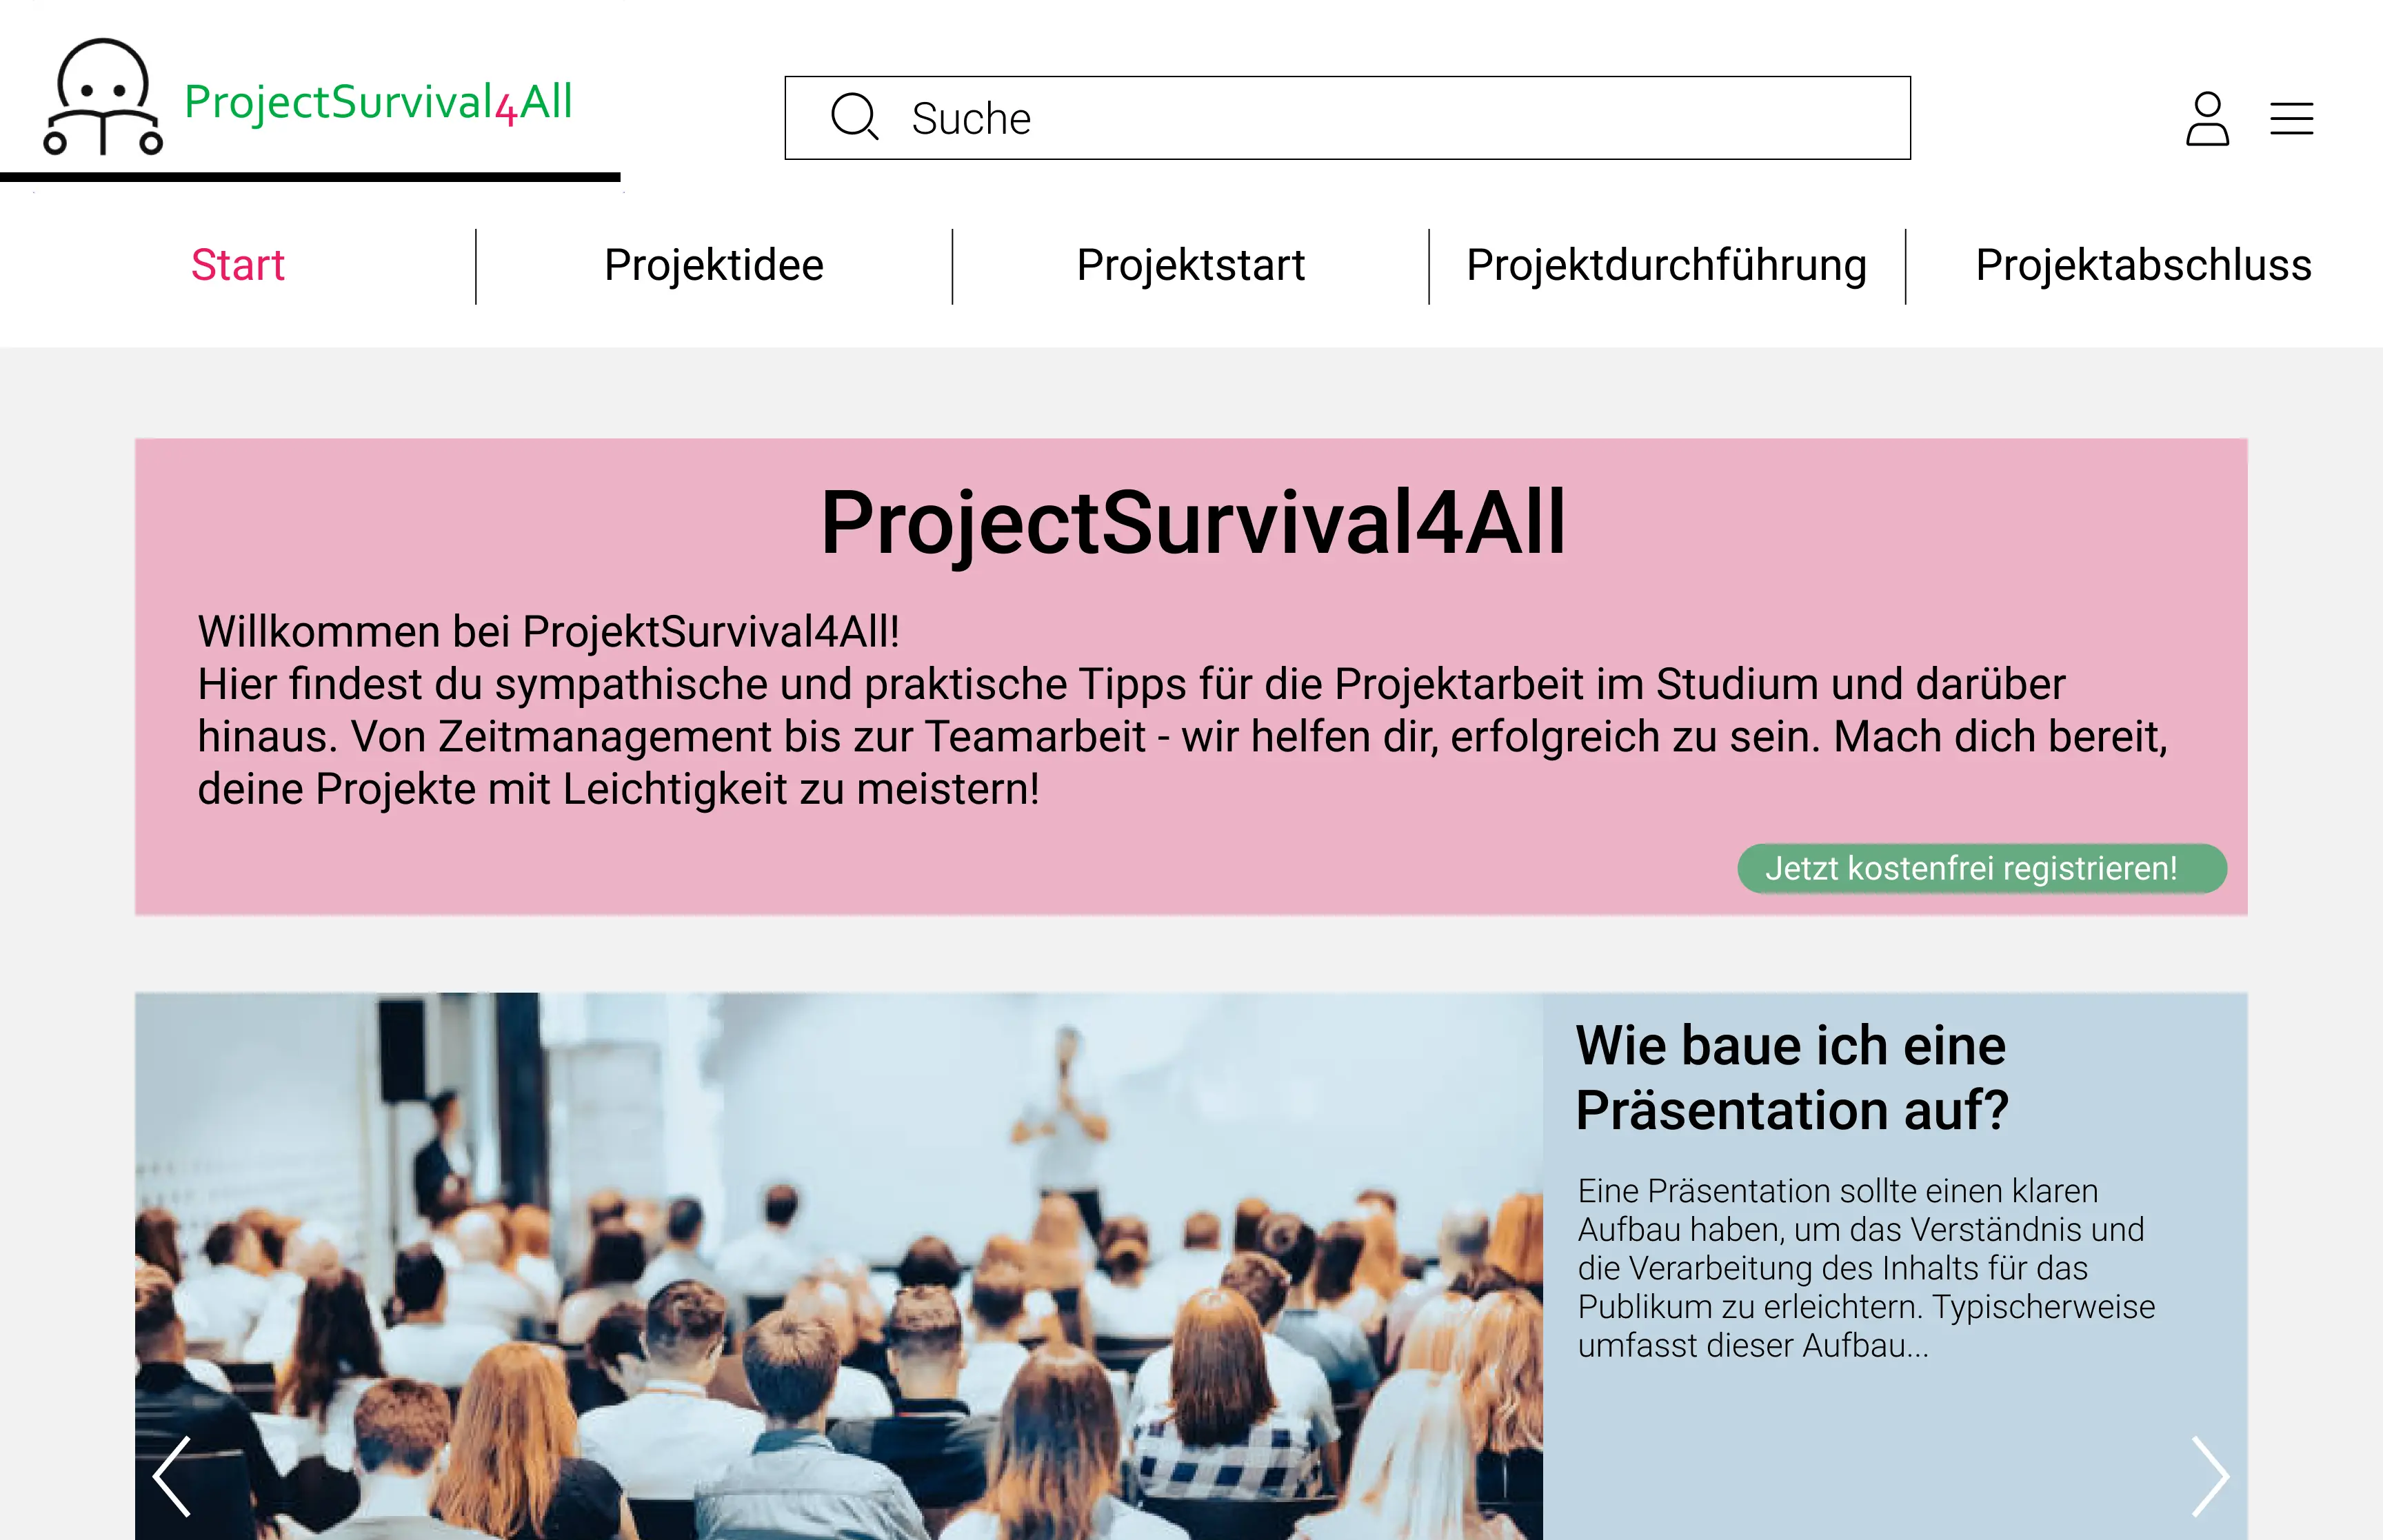 ProjectSurvival4All
Suche
Start
Projektidee
Projektstart
Projektdurchführung
Projektabschluss
ProjectSurvival4All
Willkommen bei ProjektSurvival4All!
Hier findest du sympathische und praktische Tipps für die Projektarbeit im Studium und darüber
hinaus. Von Zeitmanagement bis zur Teamarbeit - wir helfen dir, erfolgreich zu sein. Mach dich bereit,
deine Projekte mit Leichtigkeit zu meistern!
Jetzt kostenfrei registrieren!
Wie baue ich eine
Präsentation auf?
Eine Präsentation sollte einen klaren
Aufbau haben, um das Verständnis und
die Verarbeitung des Inhalts für das
Publikum zu erleichtern. Typischerweise
umfasst dieser Aufbau...